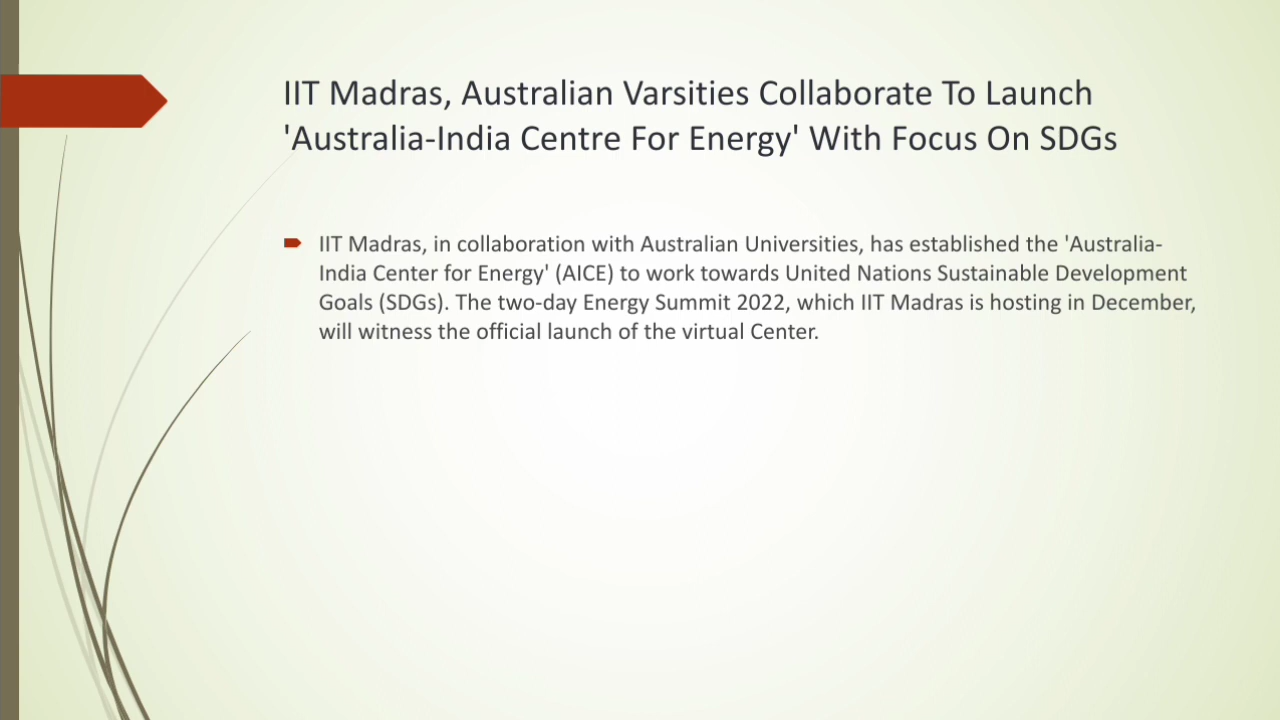 IIT Madras, Australian Varsities Collaborate To Launch
'Australia-India Centre For Energy' With Focus On SDGs
IIT Madras, in collaboration with Australian Universities, has established the 'Australia-
India Center for Energy' (AICE) to work towards United Nations Sustainable Development
Goals (SDGs). The two-day Energy Summit 2022, which IIT Madras is hosting in December,
will witness the official launch of the virtual Center.